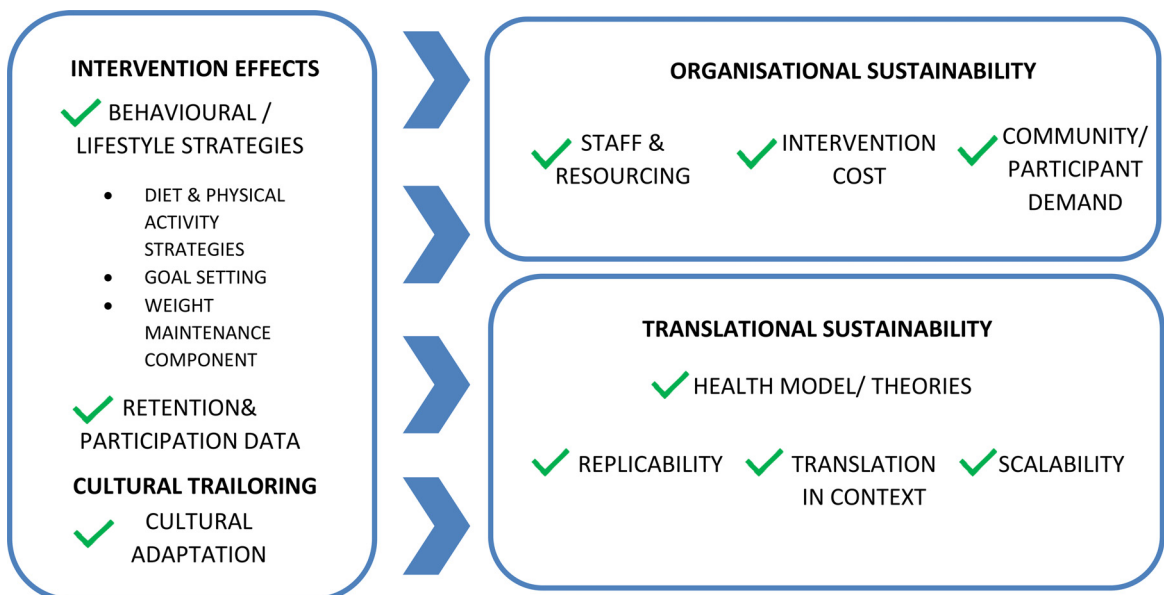 INTERVENTION EFFECTS
BEHAVIOURAL /
LIFESTYLE STRATEGIES
• DIET & PHYSICAL
ACTIVITY
STRATEGIES
• GOAL SETTING
• WEIGHT
MAINTENANCE
COMPONENT
RETENTION&
PARTICIPATION DATA
CULTURAL TRAILORING
CULTURAL
ADAPTATION
ORGANISATIONAL SUSTAINABILITY
STAFF &
RESOURCING
INTERVENTION
COST
COMMUNITY/
PARTICIPANT
DEMAND
TRANSLATIONAL SUSTAINABILITY
HEALTH MODEL/ THEORIES
REPLICABILITY
TRANSLATION
IN CONTEXT
SCALABILITY